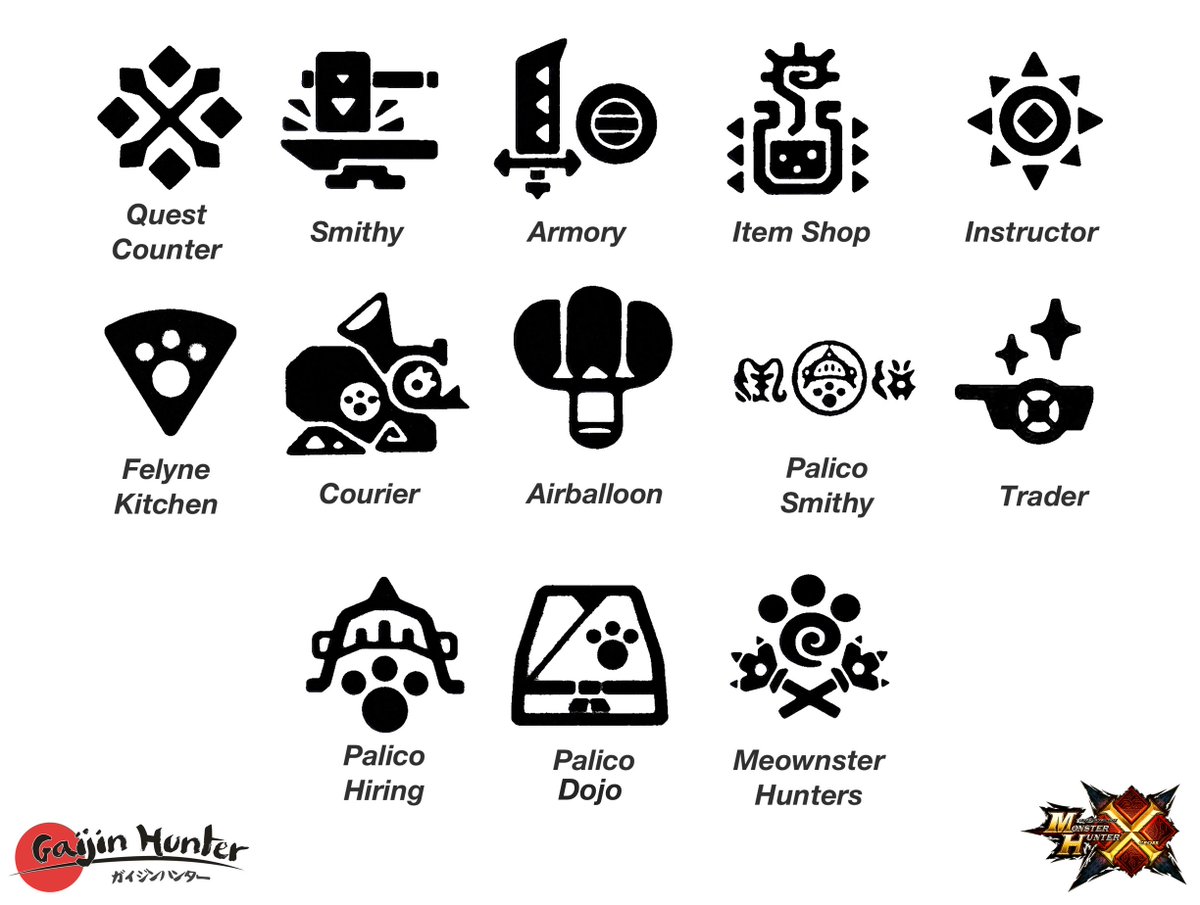 Quest
Counter
Smithy
Armory
Item Shop
Instructor
Felyne
Kitchen
Courier
Airballoon
Palico
Smithy
Trader
Palico
Hiring
Palico
Dojo
Meownster
Hunters
Gaijin Hunter
ガイジンハンター
Monster
Hunter
X